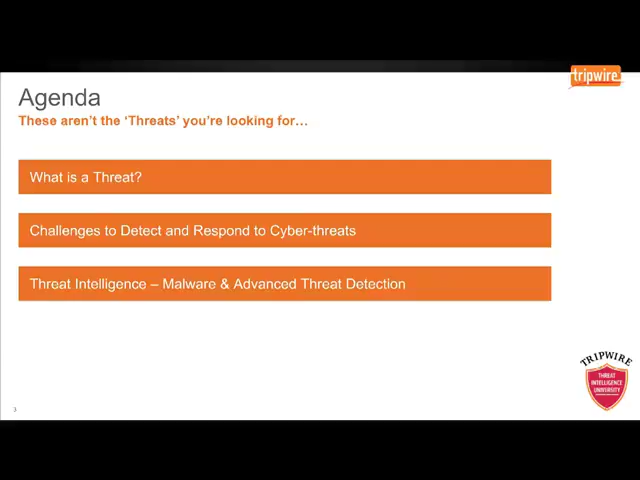 tripwire
Agenda
These aren't the 'Threats' you're looking for...
What is a Threat?
Challenges to Detect and Respond to Cyber-threats
Threat Intelligence – Malware & Advanced Threat Detection
TRIPWIRE
THREAT
INTELLIGENCE
UNIVERSITY
3